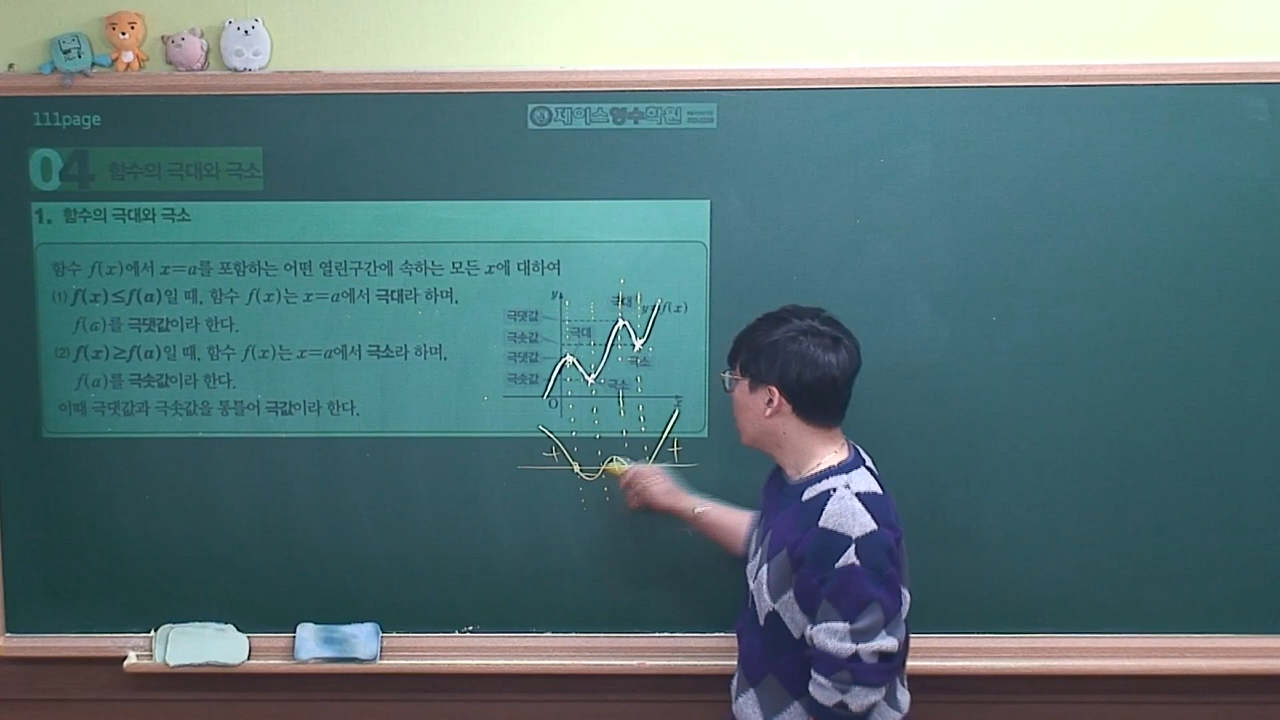 111page
제이스영수학원
04 함수의 극대와 극소
1. 함수의 극대와 극소
함수 f(x)에서 x=a를 포함하는 어떤 열린구간에 속하는 모든 x에 대하여
⑴ f(x)≤f(a)일 때, 함수 f(x)는 x=a에서 극대라 하며,
f(a)를 극댓값이라 한다.
⑵ f(x)≥f(a)일 때, 함수 f(x)는 x=a에서 극소라 하며,
f(a)를 극솟값이라 한다.
이때 극댓값과 극솟값을 통틀어 극값이라 한다.
y
극대
f(x)
극댓값
극솟값
극대
극댓값
극소
극솟값
극소
O
x
+
+